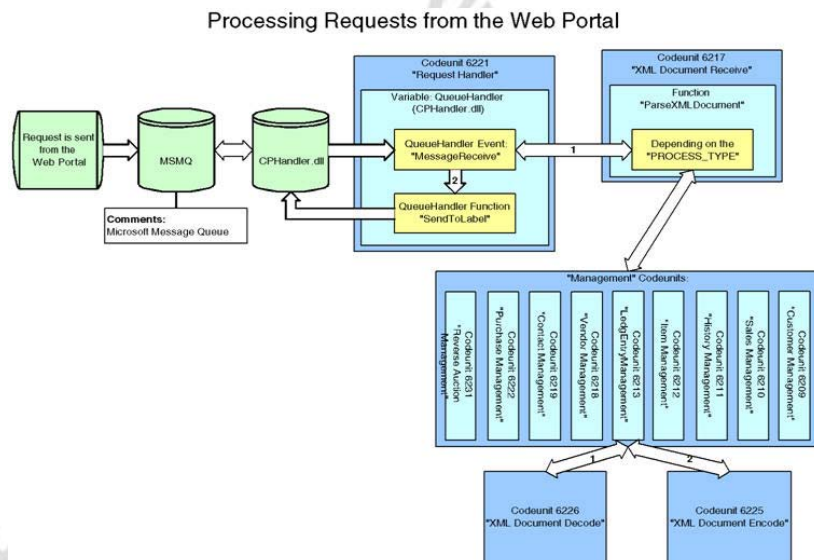 Processing Requests from the Web Portal
Codeunit 6221
"Request Handler"
Variable: QueueHandler
(CPHandler.dll)
QueueHandler Event:
"MessageReceive"
QueueHandler Function
"SendToLabel"
Codeunit 6217
"XML Document Receive"
Function
"ParseXMLDocument"
Depending on the
"PROCESS_TYPE"
Request is sent
from the
Web Portal
MSMQ
CPHandler.dll
1
2
Comments:
Microsoft Message Queue
"Management" Codeunits:
Codeunit 6231
"Reverse Auction
Management"
Codeunit 6222
"Purchase Management"
Codeunit 6219
"Contact Management"
Codeunit 6218
"Vendor Management"
Codeunit 6213
"LedgEntryManagement"
Codeunit 6212
"Item Management"
Codeunit 6211
"History Management"
Codeunit 6210
"Sales Management"
Codeunit 6209
"Customer Management"
1
2
Codeunit 6226
"XML Document Decode"
Codeunit 6225
"XML Document Encode"